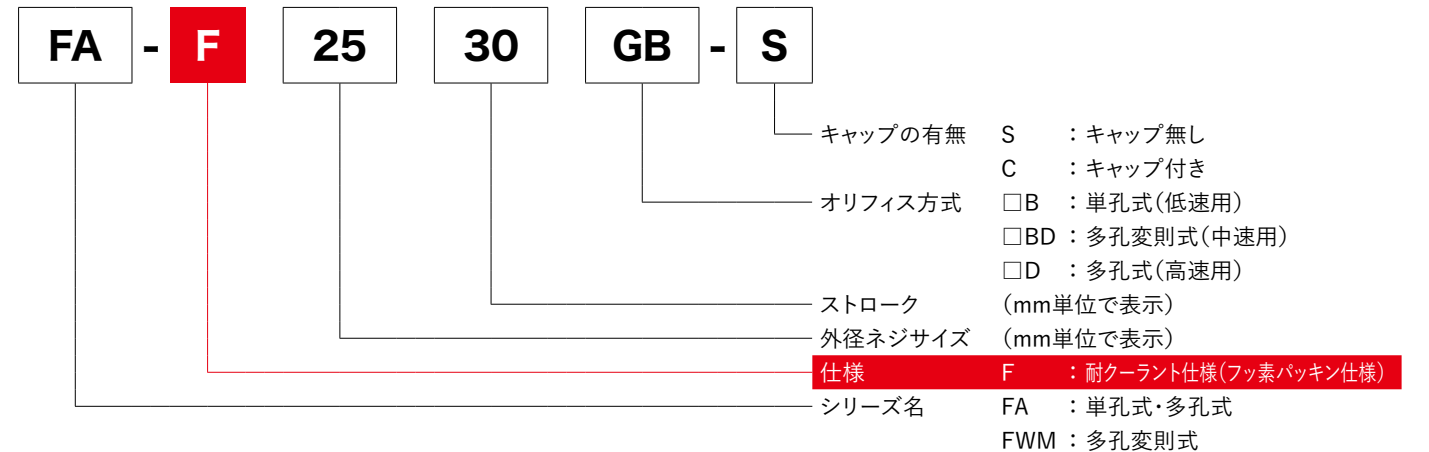 FA - F 25 30 GB - S
キャップの有無 S ：キャップ無し
C ：キャップ付き
オリフィス方式 □B ：単孔式(低速用)
□BD ：多孔変則式(中速用)
□D ：多孔式(高速用)
ストローク (mm単位で表示)
外径ネジサイズ (mm単位で表示)
仕様 F ：耐クーラント仕様(フッ素パッキン仕様)
シリーズ名 FA ：単孔式・多孔式
FWM ：多孔変則式